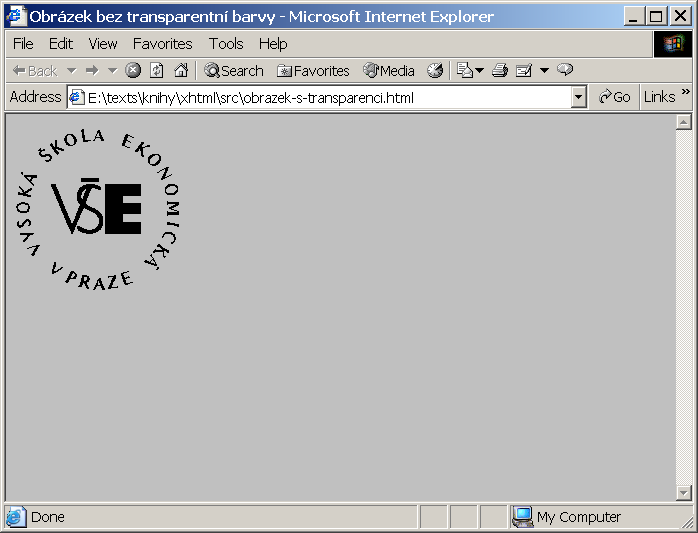 Obrázek bez transparentní barvy - Microsoft Internet Explorer
File Edit View Favorites Tools Help
Back Search Favorites Media
Address E:\texts\knihy\xhtml\src\obrazek-s-transparenci.html Go Links »
VYSOKÁ ŠKOLA EKONOMICKÁ
VŠE
V PRAZE
Done My Computer